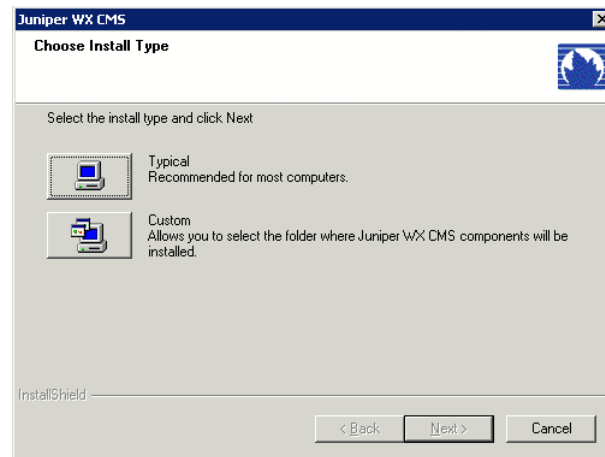 Juniper WX CMS
Choose Install Type
Select the install type and click Next
Typical
Recommended for most computers.
Custom
Allows you to select the folder where Juniper WX CMS components will be
installed.
InstallShield
< Back
Next >
Cancel